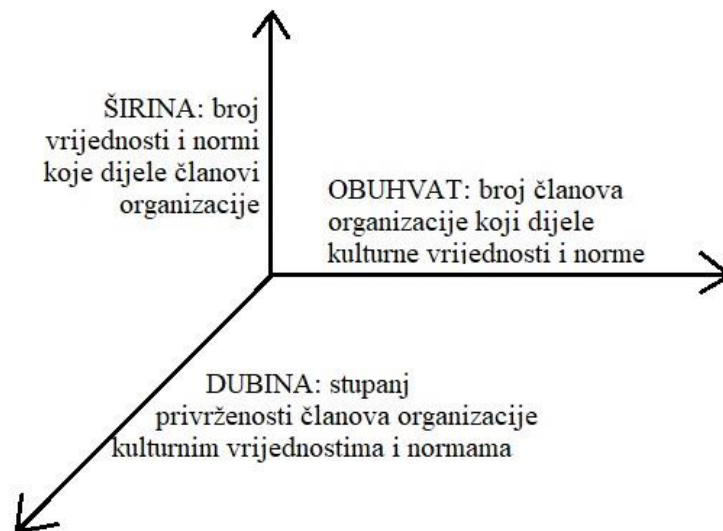 ŠIRINA: broj
vrijednosti i normi
koje dijele članovi
organizacije
OBUHVAT: broj članova
organizacije koji dijele
kulturne vrijednosti i norme
DUBINA: stupanj
privrženosti članova organizacije
kulturnim vrijednostima i normama